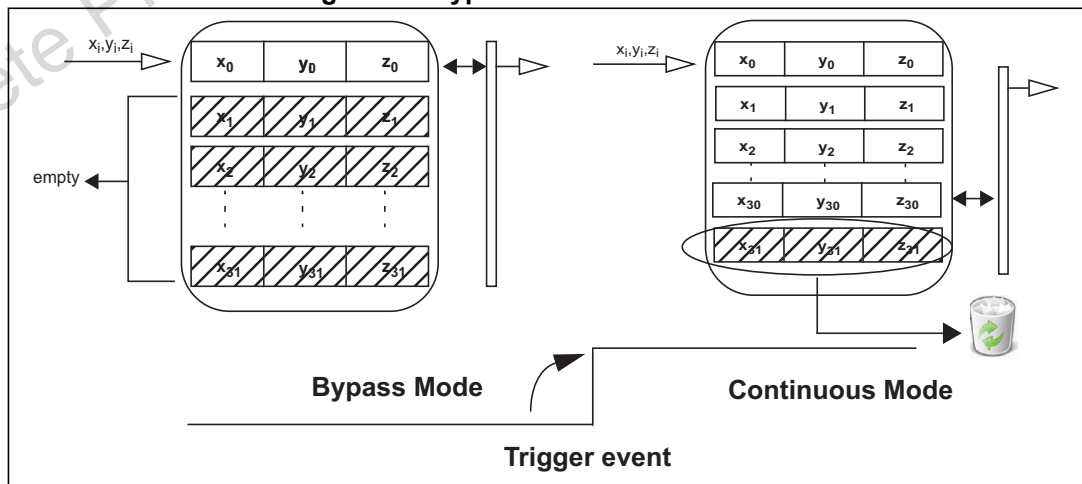 xi,yi,zi
x0 y0 z0
x1 y1 z1
x2 y2 z2
x31 y31 z31
empty
xi,yi,zi
x0 y0 z0
x1 y1 z1
x2 y2 z2
x30 y30 z30
x31 y31 z31
Bypass Mode
Continuous Mode
Trigger event